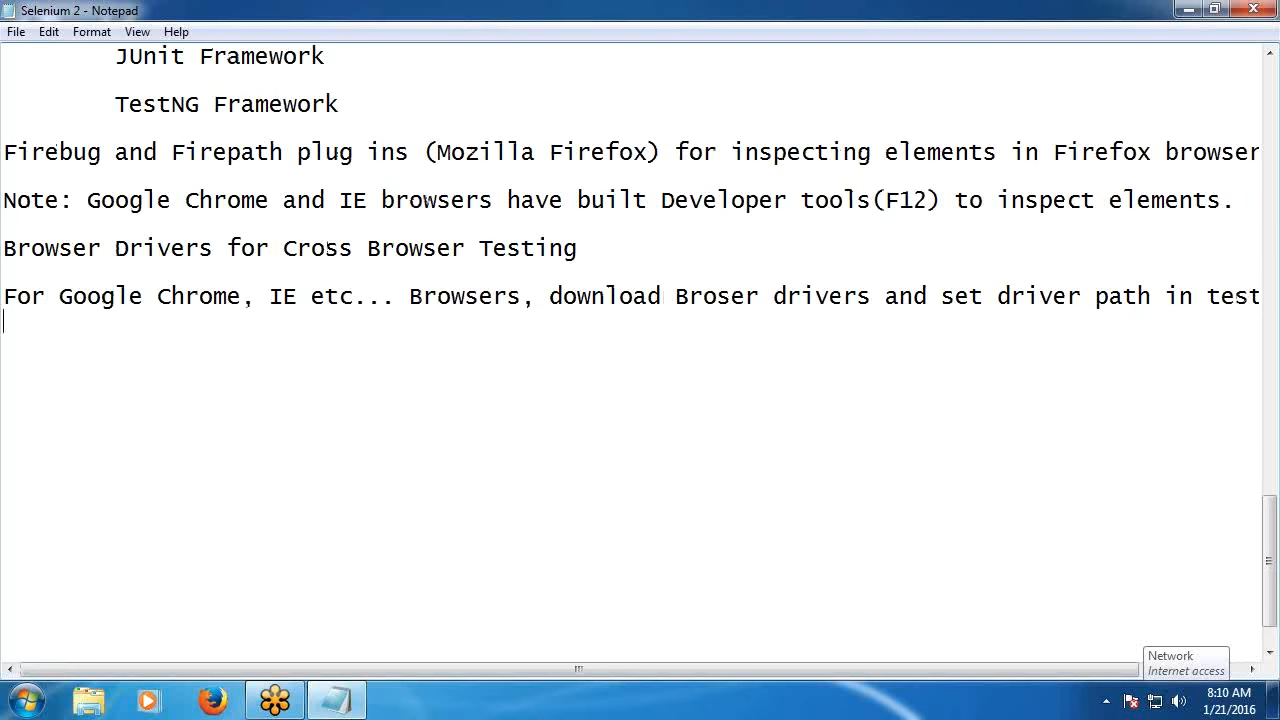 Selenium 2 - Notepad
File Edit Format View Help
JUnit Framework
TestNG Framework
Firebug and Firepath plug ins (Mozilla Firefox) for inspecting elements in Firefox browser
Note: Google Chrome and IE browsers have built Developer tools(F12) to inspect elements.
Browser Drivers for Cross Browser Testing
For Google Chrome, IE etc... Browsers, download Broser drivers and set driver path in test
Network
Internet access
8:10 AM
1/21/2016